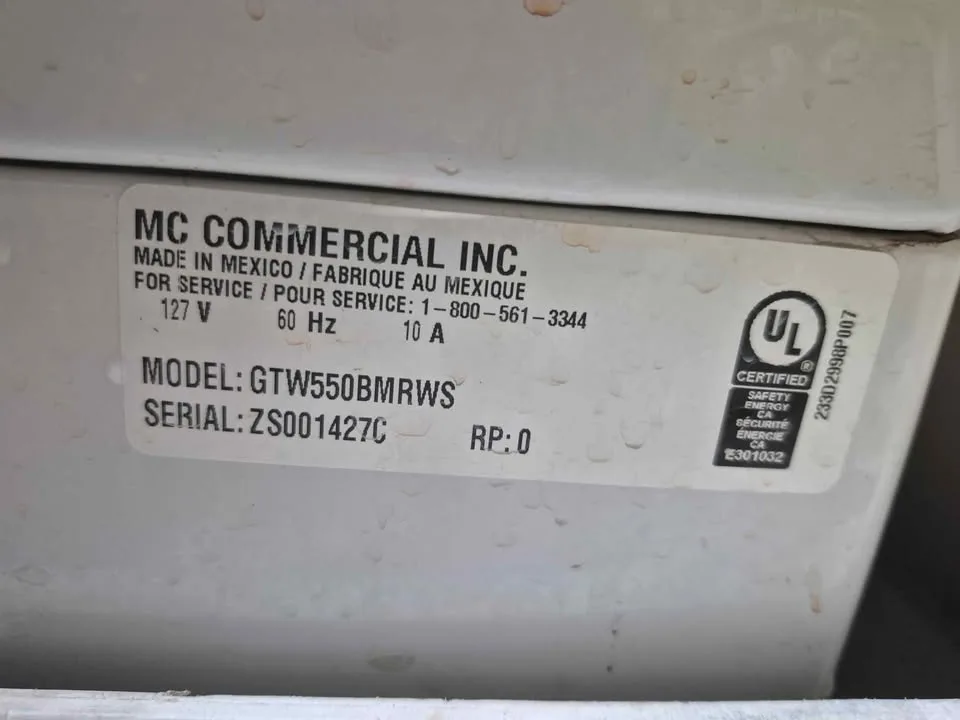 MC COMMERCIAL INC.
MADE IN MEXICO / FABRIQUE AU MEXIQUE
FOR SERVICE / POUR SERVICE: 1-800-561-3344
127 V 60 Hz 10 A
MODEL: GTW550BMRWS
SERIAL: ZS001427C RP: 0
UL
®
CERTIFIED
SAFETY
ENERGY
CA
SÉCURITÉ
ÉNERGIE
CA
E301032
233D2998P007